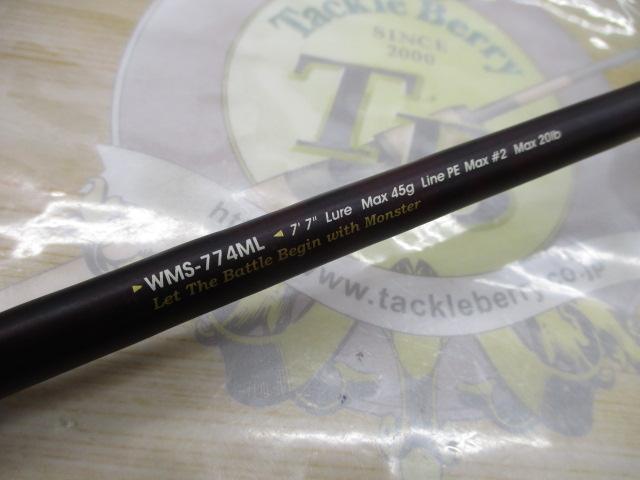 Tackle Berry
SINCE
2000
T
WMS-774ML 7' 7" Lure Max 45g Line PE Max #2 Max 20lb
Let The Battle Begin with Monster
www.tackleberry.co.jp